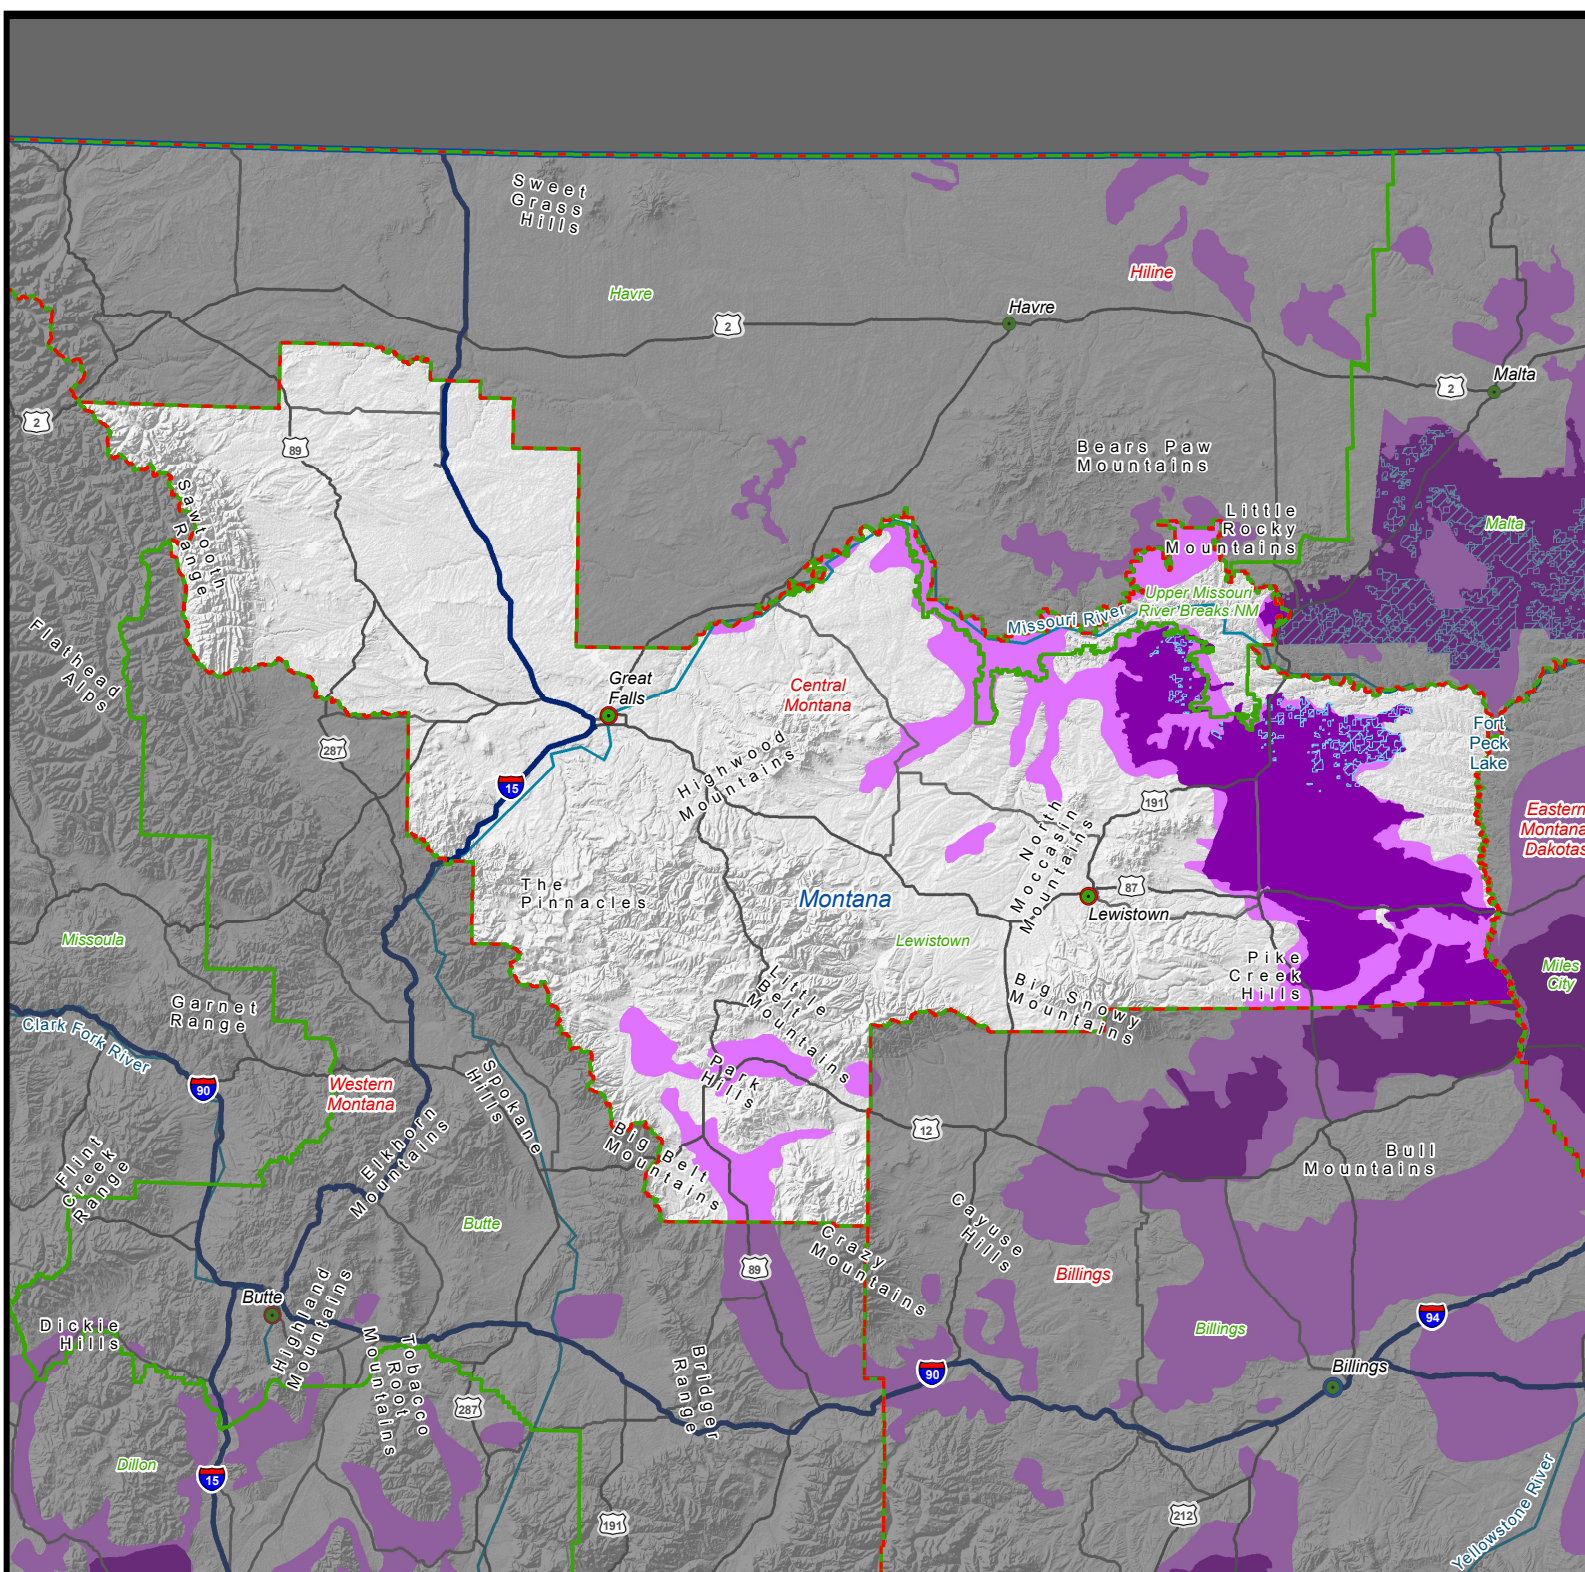 Sweet
Grass
Hills
Hiline
Havre
Havre
2
Malta
2
2
89
Bears Paw
Mountains
Sawtooth
Range
Little
Rocky
Mountains
Malta
Upper Missouri
River Breaks NM
Missouri River
Flathead
Alps
Great
Falls
Central
Montana
287
Fort
Peck
Lake
15
Highwood
Mountains
191
North
Moccasin
Mountains
Eastern
Montana
Dakotas
The
Pinnacles
Montana
87
Lewistown
Missoula
Lewistown
Pike
Creek
Hills
Miles
City
Little
Belt
Mountains
Big Snowy
Mountains
Garnet
Range
Clark Fork River
90
Western
Montana
Spokane
Hills
Park
Hills
Elkhorn
Mountains
12
Big Belt
Mountains
Bull
Mountains
Flint
Creek
Range
Butte
Cayuse
Hills
Crazy
Mountains
89
Billings
Butte
Highland
Mountains
Dickie
Hills
Billings
94
Tobacco
Root
Mountains
Bridger
Range
90
Billings
287
Dillon
15
191
212
Yellowstone River